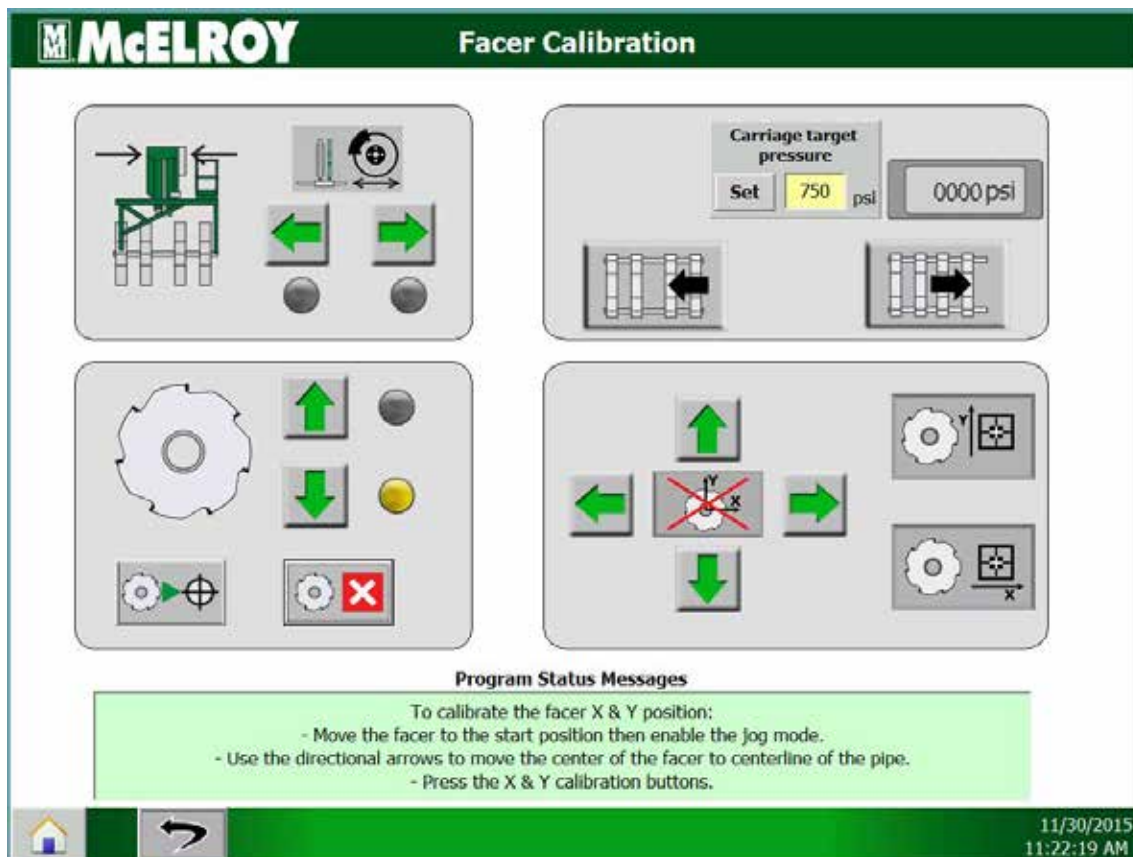 MM McELROY
Facer Calibration
Carriage target
pressure
Set 750 psi
0000 psi
Y
Y
X
X
Program Status Messages
To calibrate the facer X & Y position:
- Move the facer to the start position then enable the jog mode.
- Use the directional arrows to move the center of the facer to centerline of the pipe.
- Press the X & Y calibration buttons.
11/30/2015
11:22:19 AM